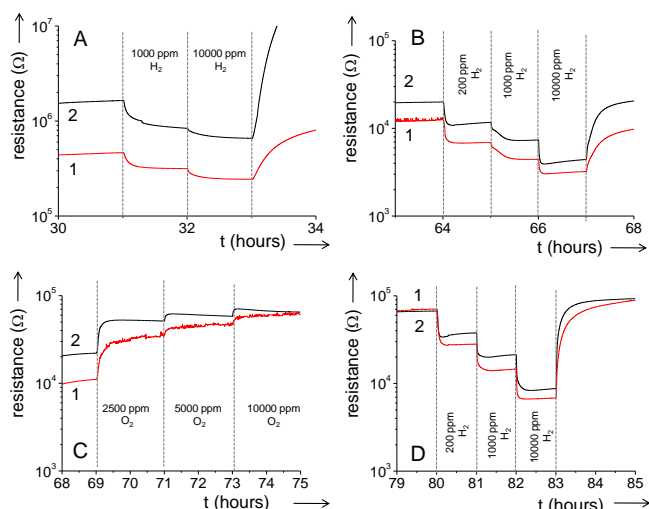 resistance (Ω)
10⁷
10⁶
10⁵
A
1000 ppm
H₂
10000 ppm
H₂
2
1
30
32
34
t (hours)
resistance (Ω)
10⁵
10⁴
10³
B
200 ppm
H₂
1000 ppm
H₂
10000 ppm
H₂
2
1
64
66
68
t (hours)
resistance (Ω)
10⁵
10⁴
10³
2
1
2500 ppm
O₂
5000 ppm
O₂
10000 ppm
O₂
C
68 69 70 71 72 73 74 75
t (hours)
resistance (Ω)
10⁵
10⁴
10³
1
2
200 ppm
H₂
1000 ppm
H₂
10000 ppm
H₂
D
79 80 81 82 83 84 85
t (hours)